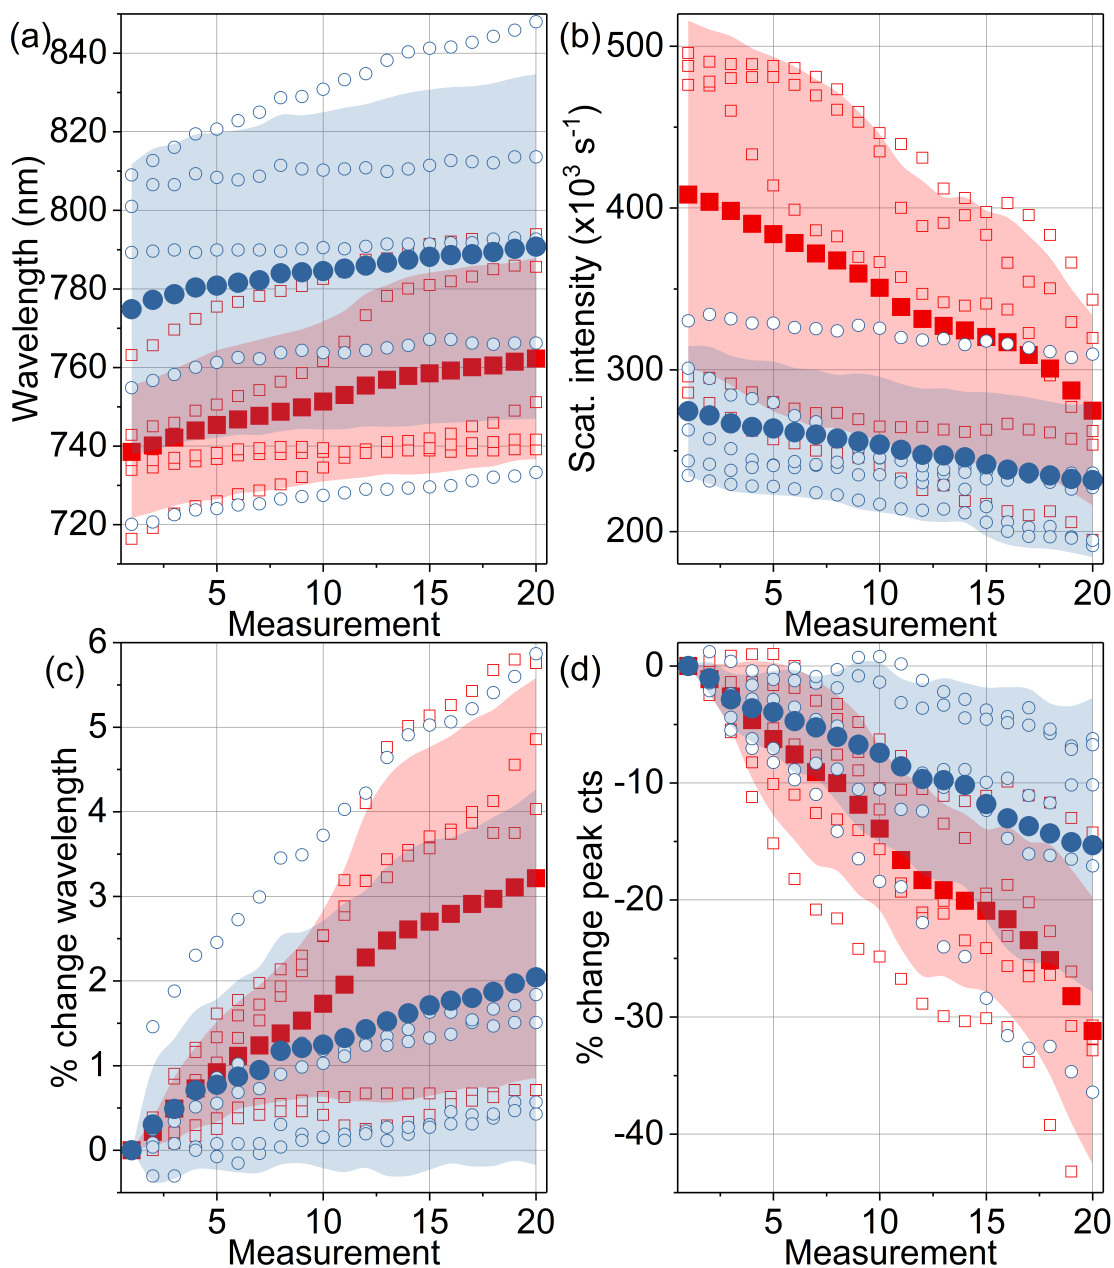 (a)
Wavelength (nm)
840
820
800
780
760
740
720
5 10 15 20
Measurement
(b)
Scat. intensity (x10³ s⁻¹)
500
400
300
200
5 10 15 20
Measurement
(c)
% change wavelength
6
5
4
3
2
1
0
5 10 15 20
Measurement
(d)
% change peak cts
0
-10
-20
-30
-40
5 10 15 20
Measurement